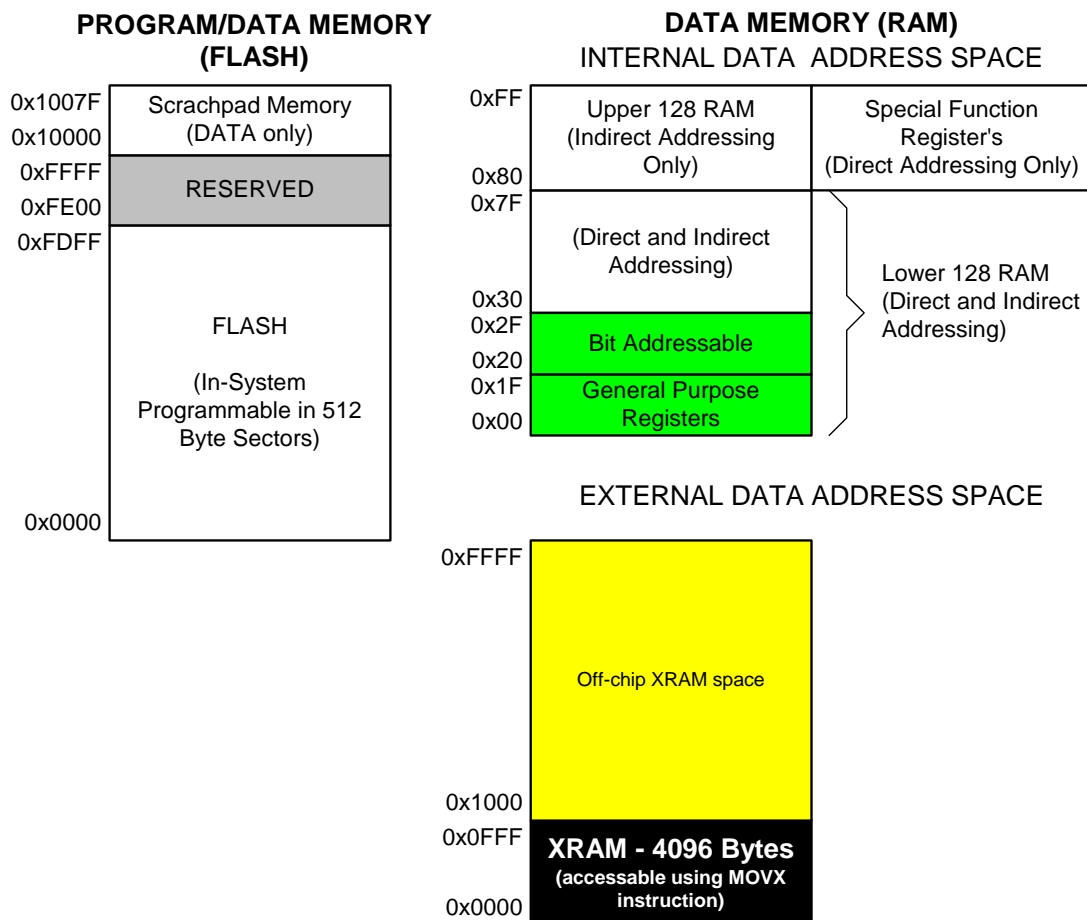 PROGRAM/DATA MEMORY
(FLASH)
0x1007F
Scrachpad Memory
(DATA only)
0x10000
0xFFFF
RESERVED
0xFE00
0xFDFF
FLASH
(In-System
Programmable in 512
Byte Sectors)
0x0000
DATA MEMORY (RAM)
INTERNAL DATA ADDRESS SPACE
0xFF
Upper 128 RAM
(Indirect Addressing
Only)
0x80
Special Function
Register's
(Direct Addressing Only)
0x7F
(Direct and Indirect
Addressing)
0x30
Lower 128 RAM
(Direct and Indirect
Addressing)
0x2F
Bit Addressable
0x20
0x1F
General Purpose
Registers
0x00
EXTERNAL DATA ADDRESS SPACE
0xFFFF
Off-chip XRAM space
0x1000
0x0FFF
XRAM - 4096 Bytes
(accessable using MOVX
instruction)
0x0000